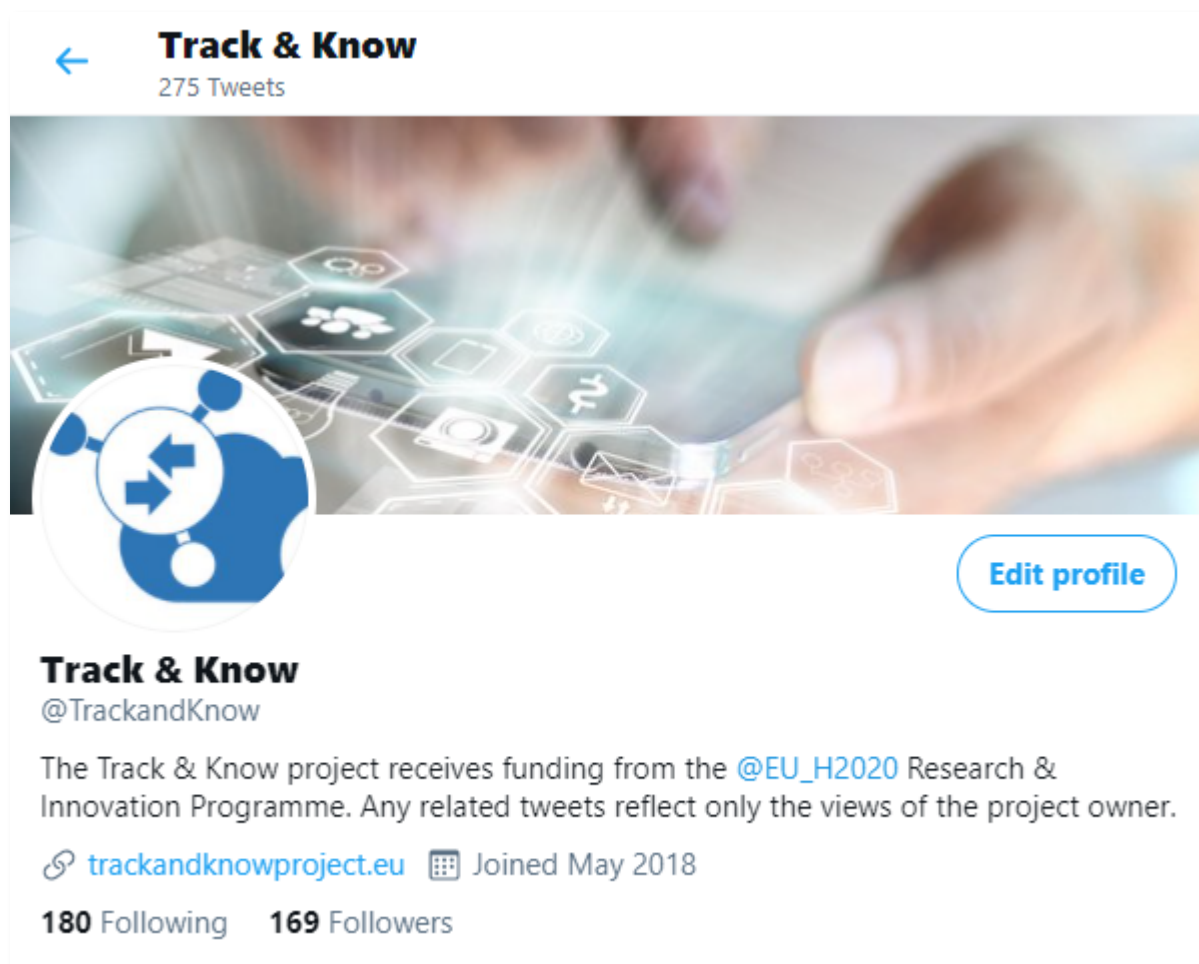 Track & Know
275 Tweets
Edit profile
Track & Know
@TrackandKnow
The Track & Know project receives funding from the @EU_H2020 Research &
Innovation Programme. Any related tweets reflect only the views of the project owner.
trackandknowproject.eu Joined May 2018
180 Following 169 Followers